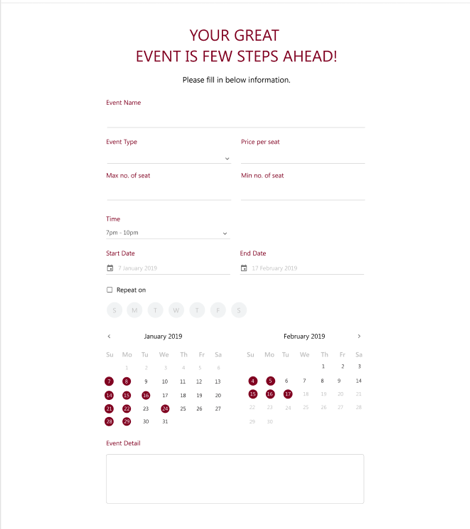 YOUR GREAT
EVENT IS FEW STEPS AHEAD!
Please fill in below information.
Event Name
Event Type Price per seat
Max no. of seat Min no. of seat
Time
7pm - 10pm
Start Date End Date
7 January 2019 17 February 2019
Repeat on
S M T W T F S
January 2019
Su Mo Tu We Th Fr Sa
1 2 3 4 5 6
7 8 9 10 11 12 13
14 15 16 17 18 19 20
21 22 23 24 25 26 27
28 29 30 31
February 2019
Su Mo Tu We Th Fr Sa
1 2 3
4 5 6 7 8 9 14
15 16 17 18 19 20 21
22 23 24 25 26 27 28
29 30
Event Detail